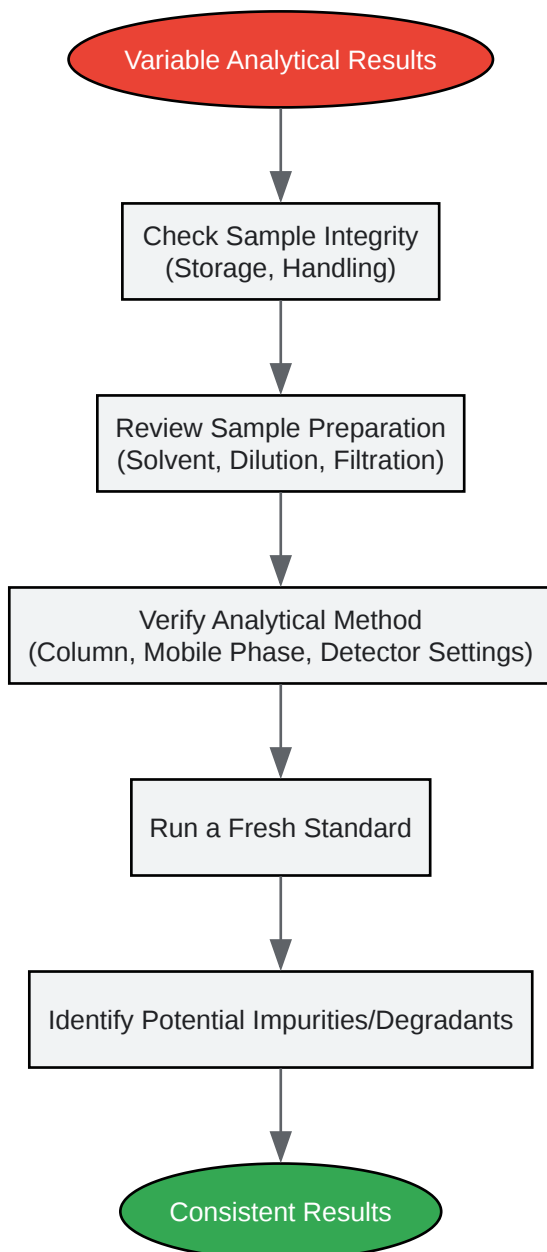 Variable Analytical Results
Check Sample Integrity
(Storage, Handling)
Review Sample Preparation
(Solvent, Dilution, Filtration)
Verify Analytical Method
(Column, Mobile Phase, Detector Settings)
Run a Fresh Standard
Identify Potential Impurities/Degradants
Consistent Results